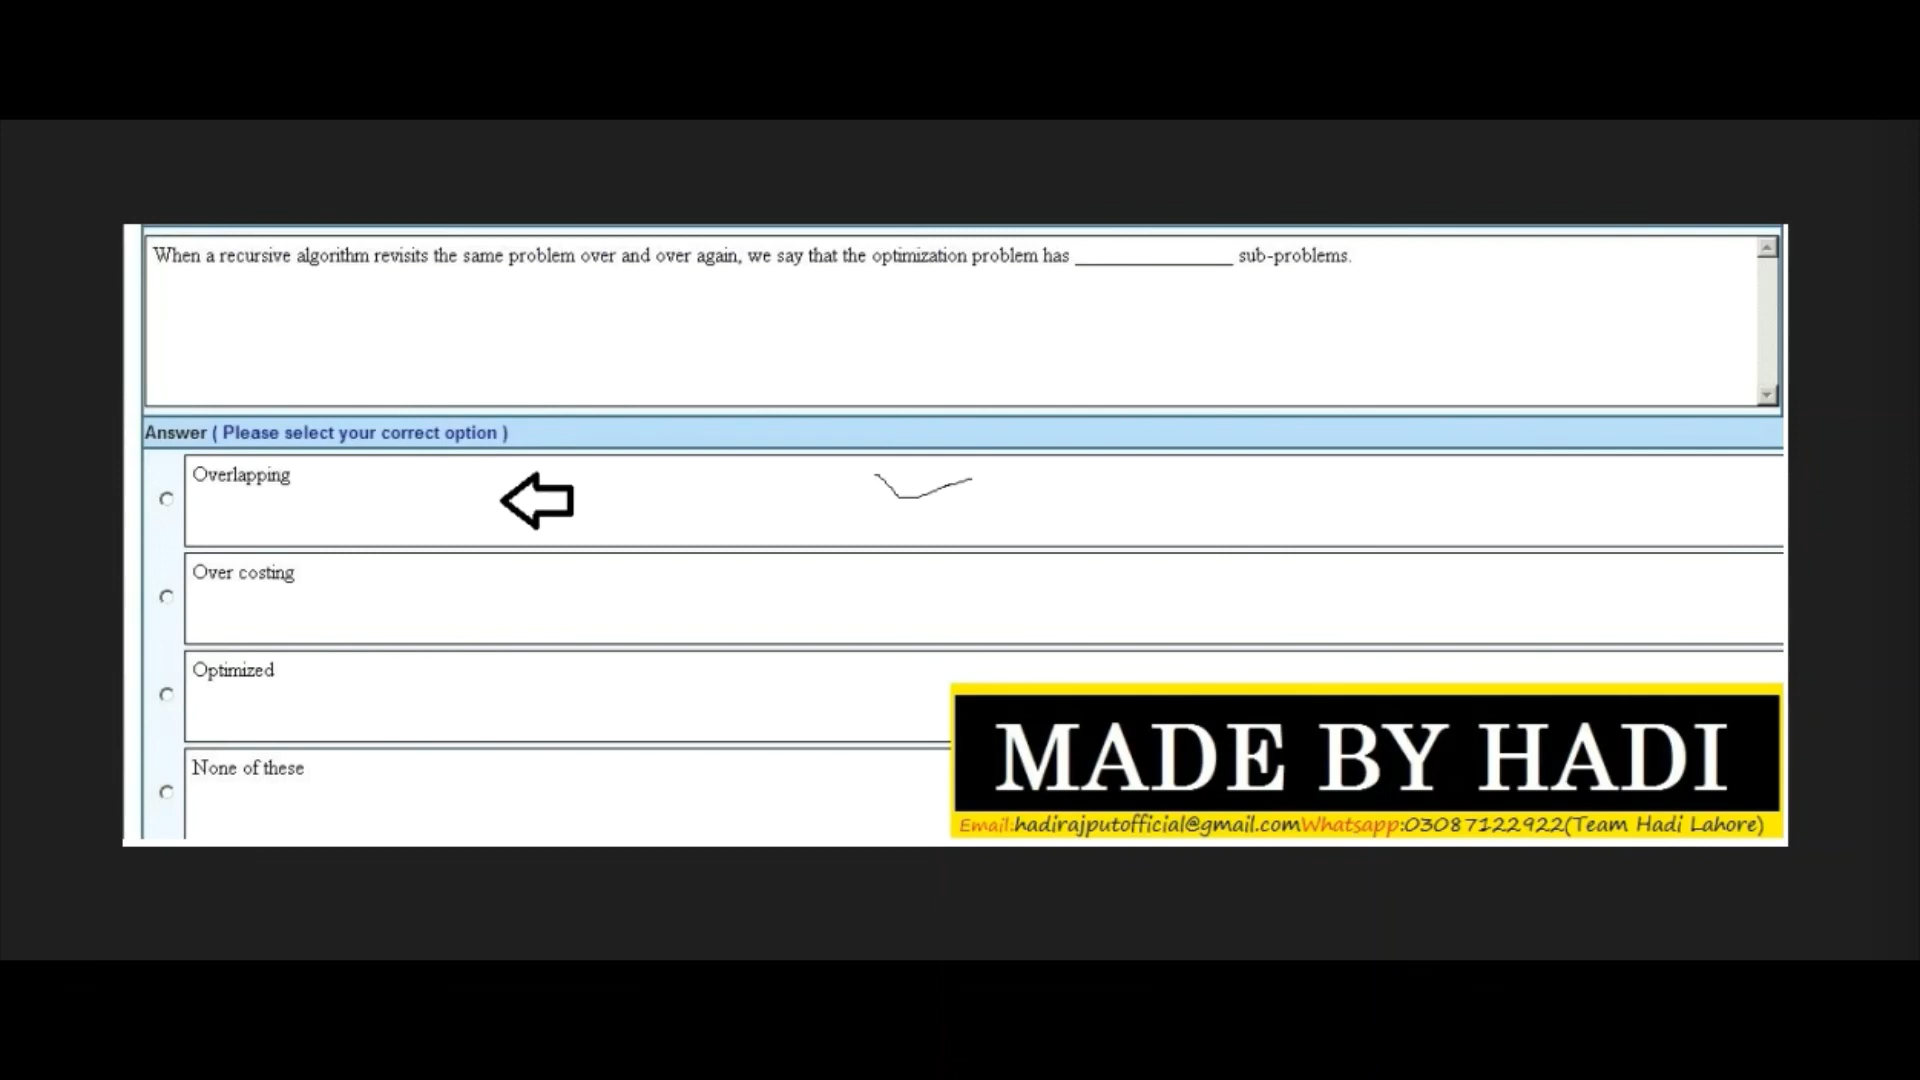 When a recursive algorithm revisits the same problem over and over again, we say that the optimization problem has ________________ sub-problems.
Answer ( Please select your correct option )
Overlapping
Over costing
Optimized
None of these
MADE BY HADI
Email:hadirajputofficial@gmail.comWhatsapp:03087122922(Team Hadi Lahore)